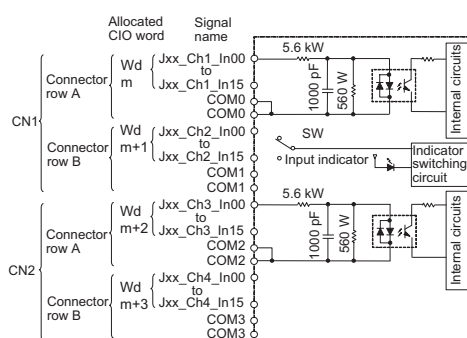 Allocated
CIO word
Signal
name
CN1
Connector
row A
Wd
m
Jxx_Ch1_In00
to
Jxx_Ch1_In15
COM0
COM0
Connector
row B
Wd
m+1
Jxx_Ch2_In00
to
Jxx_Ch2_In15
COM1
COM1
CN2
Connector
row A
Wd
m+2
Jxx_Ch3_In00
to
Jxx_Ch3_In15
COM2
COM2
Connector
row B
Wd
m+3
Jxx_Ch4_In00
to
Jxx_Ch4_In15
COM3
COM3
5.6 kW
1000 pF
560 W
Internal circuits
SW
Input indicator
Indicator
switching
circuit
5.6 kW
1000 pF
560 W
Internal circuits